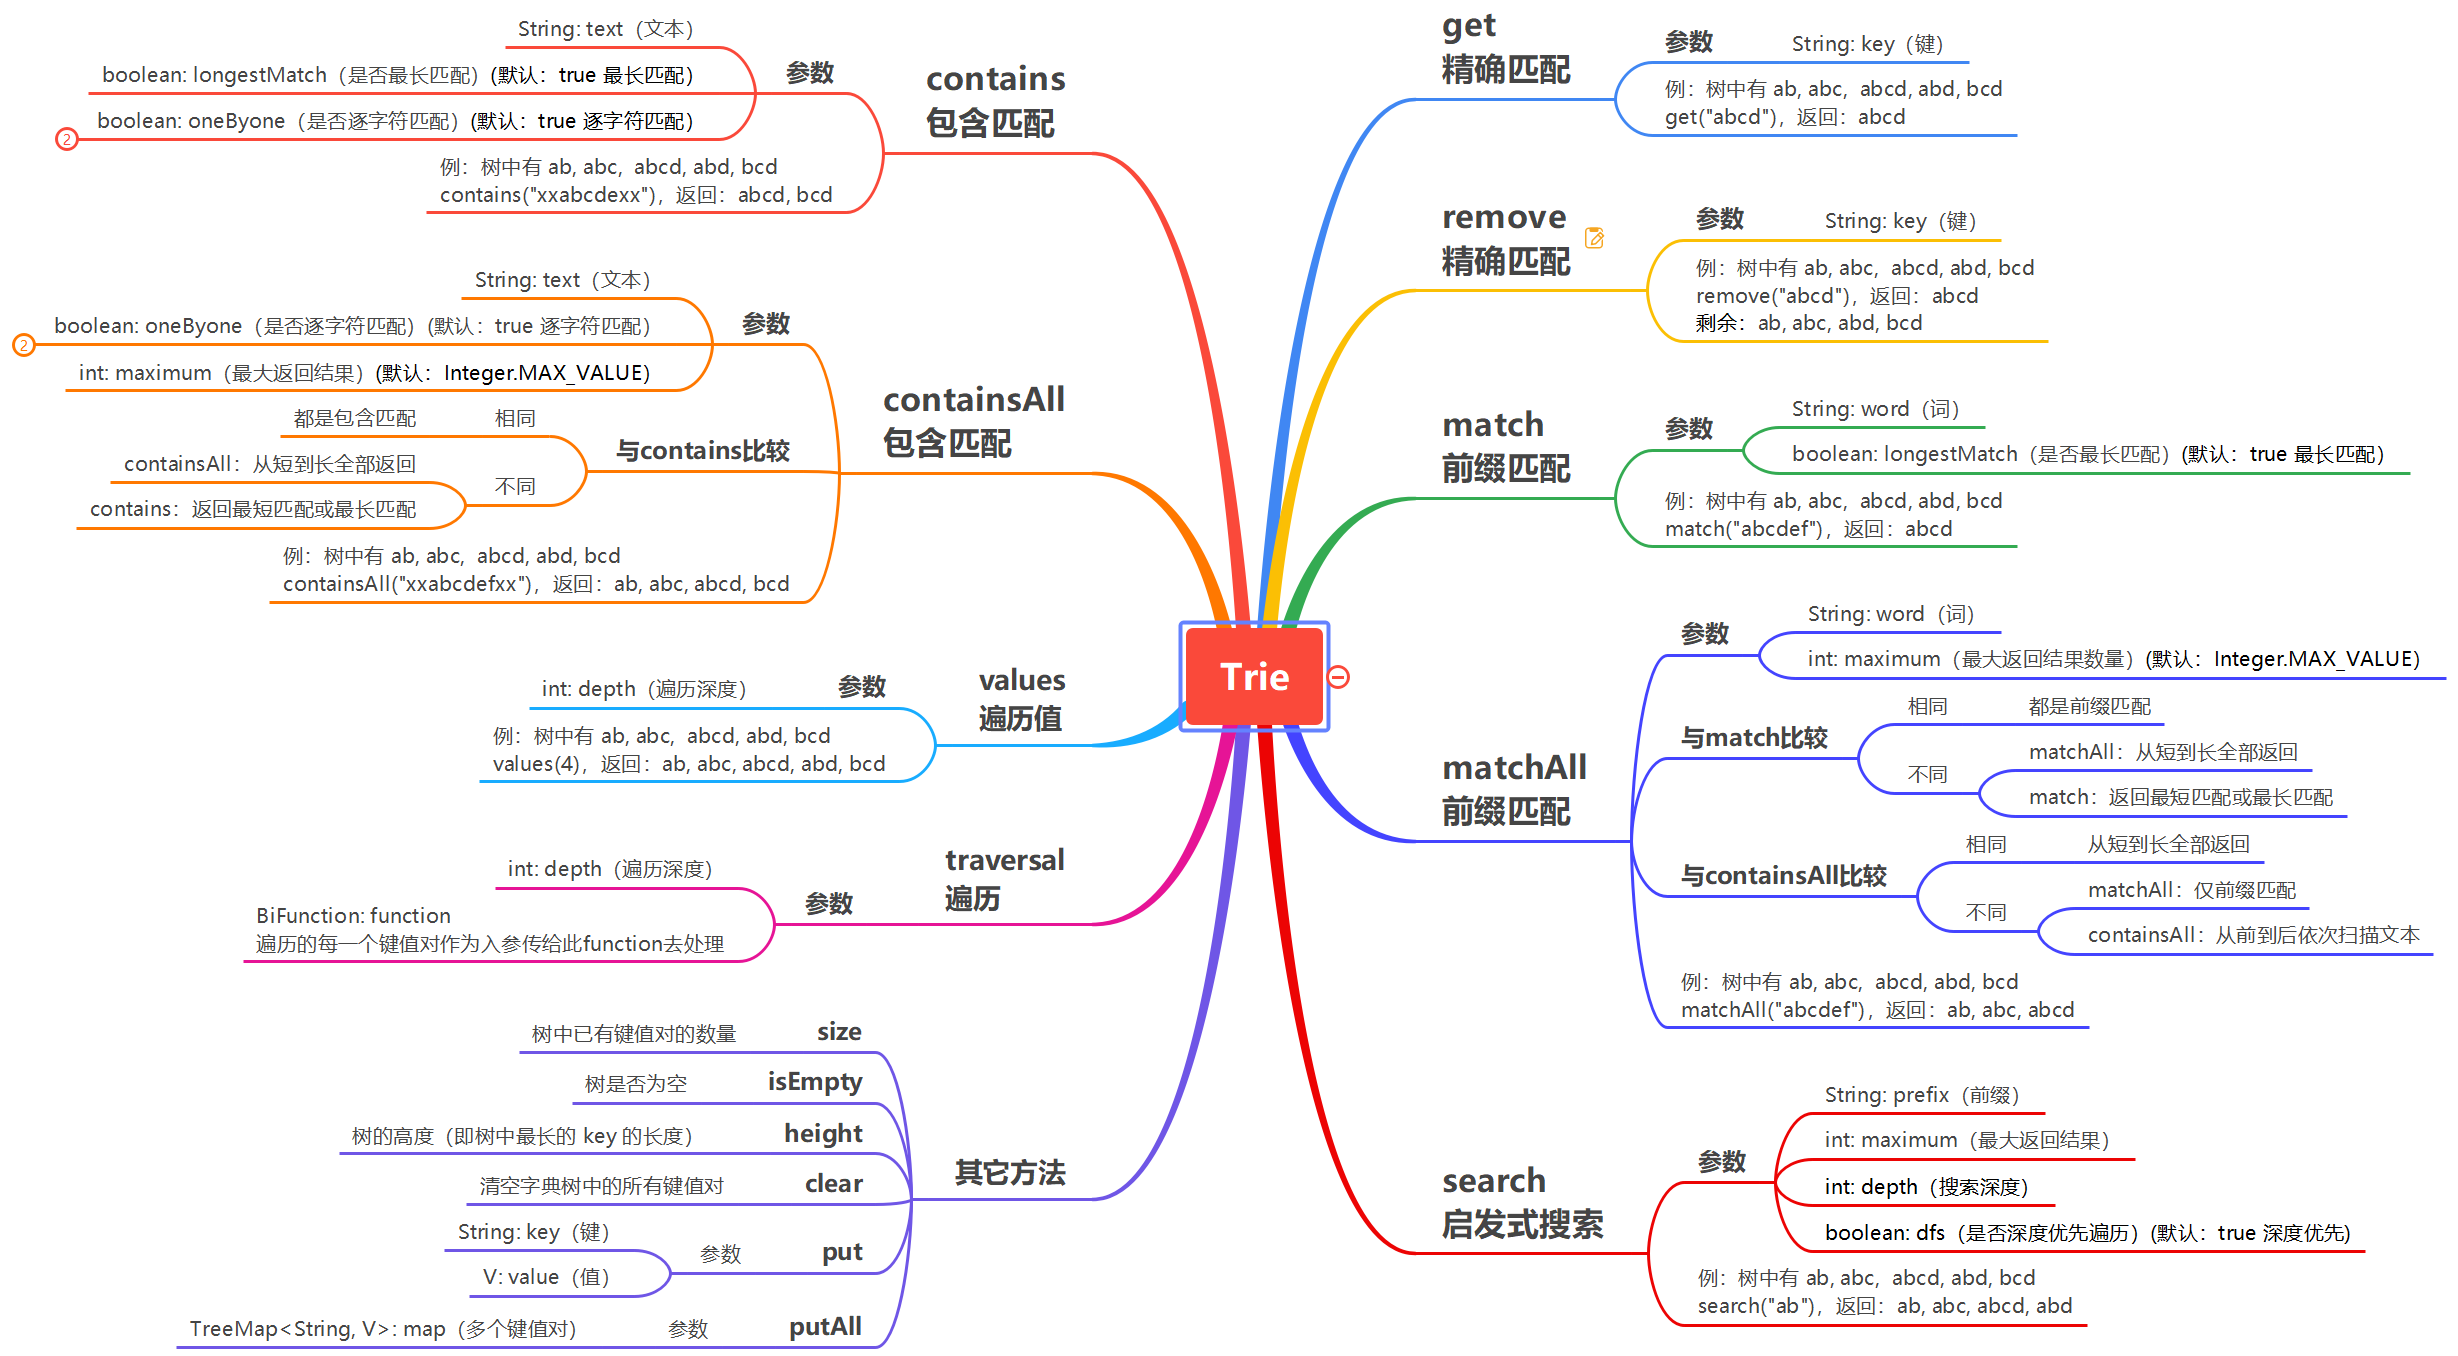 Trie
get
精确匹配
参数
String: key（键）
例：树中有 ab, abc，abcd, abd, bcd
get("abcd")，返回：abcd
remove
精确匹配
参数
String: key（键）
例：树中有 ab, abc，abcd, abd, bcd
remove("abcd")，返回：abcd
剩余：ab, abc, abd, bcd
match
前缀匹配
参数
String: word（词）
boolean: longestMatch（是否最长匹配）(默认：true 最长匹配）
例：树中有 ab, abc，abcd, abd, bcd
match("abcdef")，返回：abcd
matchAll
前缀匹配
参数
String: word（词）
int: maximum（最大返回结果数量）(默认：Integer.MAX_VALUE）
与match比较
相同
都是前缀匹配
不同
matchAll：从短到长全部返回
match：返回最短匹配或最长匹配
与containsAll比较
相同
从短到长全部返回
不同
matchAll：仅前缀匹配
containsAll：从前到后依次扫描文本
例：树中有 ab, abc，abcd, abd, bcd
matchAll("abcdef")，返回：ab, abc, abcd
search
启发式搜索
参数
String: prefix（前缀）
int: maximum（最大返回结果）
int: depth（搜索深度）
boolean: dfs（是否深度优先遍历）(默认：true 深度优先)
例：树中有 ab, abc，abcd, abd, bcd
search("ab")，返回：ab, abc, abcd, abd
contains
包含匹配
参数
String: text（文本）
boolean: longestMatch（是否最长匹配）(默认：true 最长匹配）
boolean: oneByone（是否逐字符匹配）(默认：true 逐字符匹配）
2
例：树中有 ab, abc，abcd, abd, bcd
contains("xxabcdexx")，返回：abcd, bcd
containsAll
包含匹配
参数
String: text（文本）
boolean: oneByone（是否逐字符匹配）(默认：true 逐字符匹配）
2
int: maximum（最大返回结果）(默认：Integer.MAX_VALUE）
与contains比较
相同
都是包含匹配
不同
containsAll：从短到长全部返回
contains：返回最短匹配或最长匹配
例：树中有 ab, abc，abcd, abd, bcd
containsAll("xxabcdefxx")，返回：ab, abc, abcd, bcd
values
遍历值
参数
int: depth（遍历深度）
例：树中有 ab, abc，abcd, abd, bcd
values(4)，返回：ab, abc, abcd, abd, bcd
traversal
遍历
参数
int: depth（遍历深度）
BiFunction: function
遍历的每一个键值对作为入参传给此function去处理
其它方法
size
树中已有键值对的数量
isEmpty
树是否为空
height
树的高度（即树中最长的 key 的长度）
clear
清空字典树中的所有键值对
put
参数
String: key（键）
V: value（值）
putAll
参数
TreeMap<String, V>: map（多个键值对）